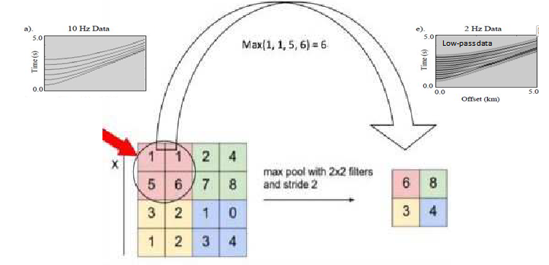 a).
10 Hz Data
5.0
Time(s)
0.0
Max(1, 1, 5, 6) = 6
e).
2 Hz Data
5.0
Low-pass data
Time(s)
0.0
0.0
5.0
Offset (km)
X
1 1 2 4
5 6 7 8
3 2 1 0
1 2 3 4
max pool with 2x2 filters
and stride 2
6 8
3 4